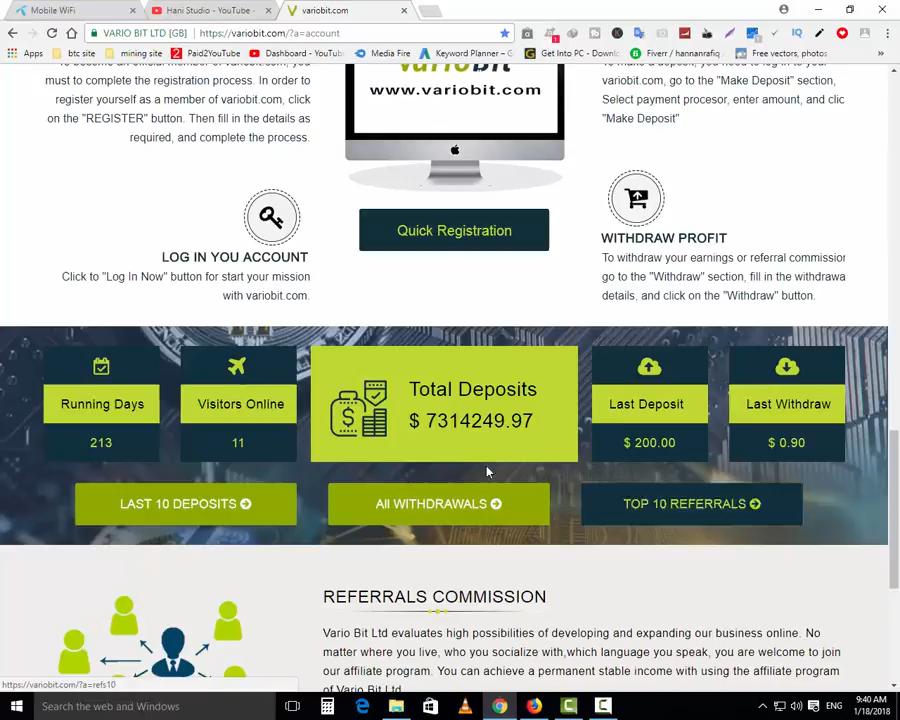 Mobile WiFi
Hani Studio - YouTube -
variobit.com
VARIO BIT LTD [GB] https://variobit.com/?a=account
Apps btc site mining site Paid2YouTube Dashboard - YouTube Media Fire Keyword Planner – G Get Into PC - Downl Fiverr / hannanrafiq Free vectors, photos
must to complete the registration process. In order to
register yourself as a member of variobit.com, click
on the "REGISTER" button. Then fill in the details as
required, and complete the process.
variobit
www.variobit.com
variobit.com, go to the "Make Deposit" section,
Select payment procesor, enter amount, and clic
"Make Deposit"
LOG IN YOU ACCOUNT
Click to "Log In Now" button for start your mission
with variobit.com.
Quick Registration
WITHDRAW PROFIT
To withdraw your earnings or referral commission
go to the "Withdraw" section, fill in the withdrawa
details, and click on the "Withdraw" button.
Running Days
213
Visitors Online
11
Total Deposits
$ 7314249.97
Last Deposit
$ 200.00
Last Withdraw
$ 0.90
LAST 10 DEPOSITS
All WITHDRAWALS
TOP 10 REFERRALS
REFERRALS COMMISSION
Vario Bit Ltd evaluates high possibilities of developing and expanding our business online. No
matter where you live, who you socialize with,which language you speak, you are welcome to join
our affiliate program. You can achieve a permanent stable income with using the affiliate program
of Vario Bit Ltd
https://variobit.com/?a=refs10
Search the web and Windows
ENG
9:40 AM
1/18/2018